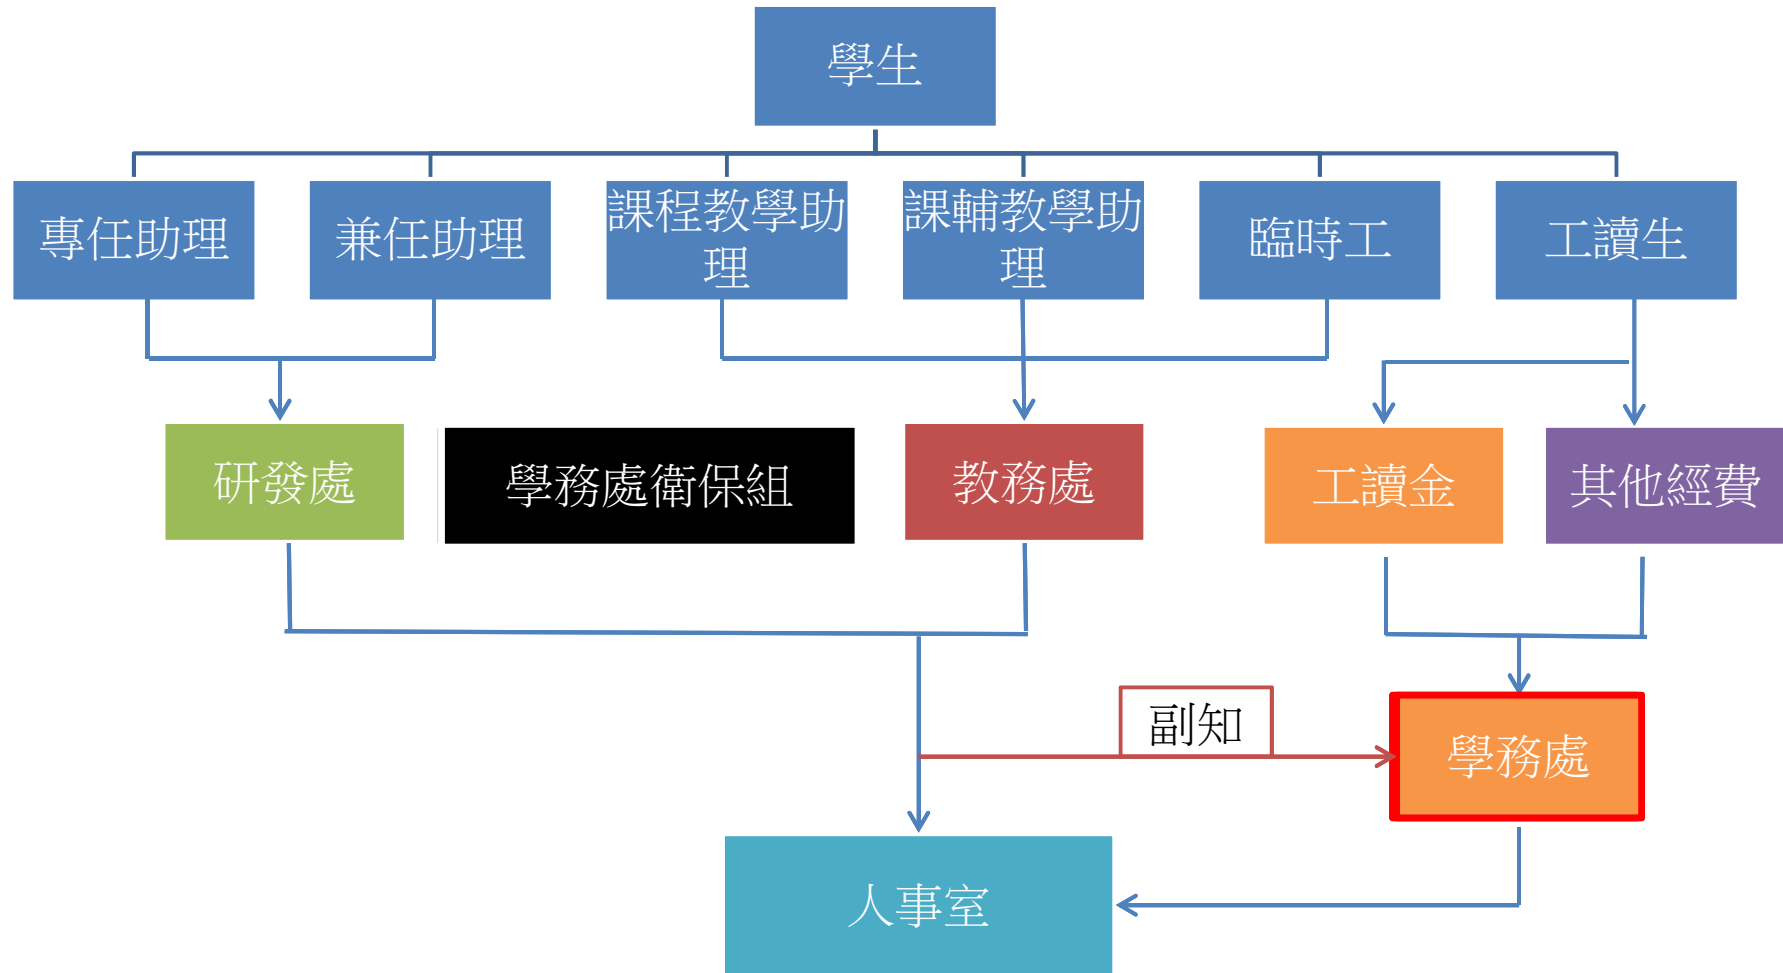 學生
專任助理
兼任助理
課程教學助
理
課輔教學助
理
臨時工
工讀生
研發處
學務處衛保組
教務處
工讀金
其他經費
副知
學務處
人事室